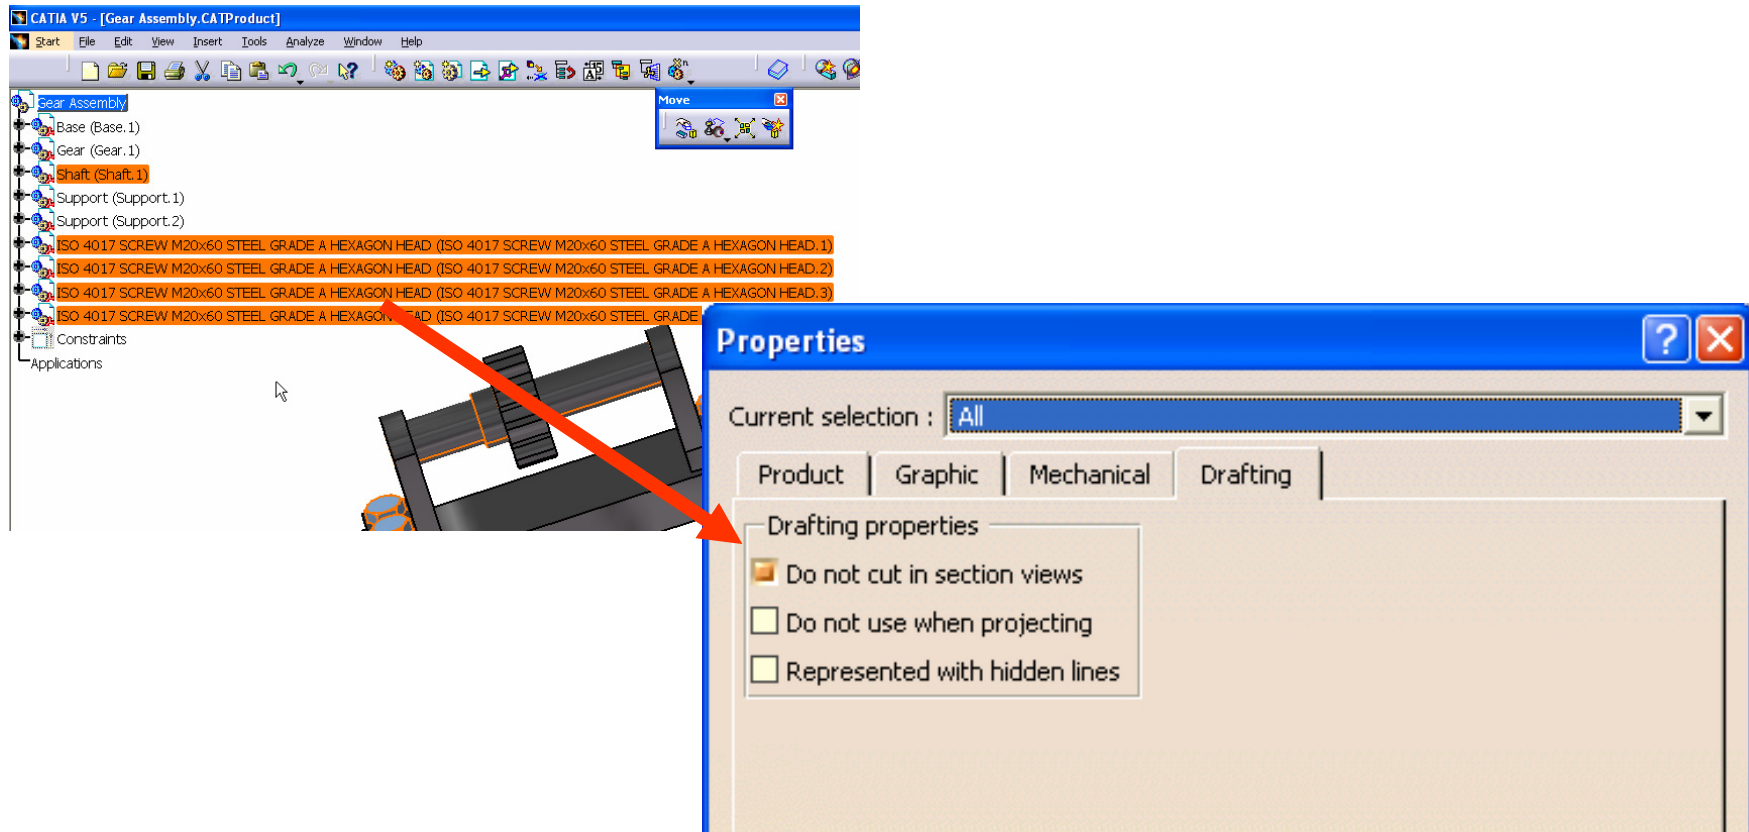 CATIA V5 - [Gear Assembly.CATProduct]
Start File Edit View Insert Tools Analyze Window Help
Gear Assembly
Move
Base (Base.1)
Gear (Gear.1)
Shaft (Shaft.1)
Support (Support.1)
Support (Support.2)
ISO 4017 SCREW M20x60 STEEL GRADE A HEXAGON HEAD (ISO 4017 SCREW M20x60 STEEL GRADE A HEXAGON HEAD.1)
ISO 4017 SCREW M20x60 STEEL GRADE A HEXAGON HEAD (ISO 4017 SCREW M20x60 STEEL GRADE A HEXAGON HEAD.2)
ISO 4017 SCREW M20x60 STEEL GRADE A HEXAGON HEAD (ISO 4017 SCREW M20x60 STEEL GRADE A HEXAGON HEAD.3)
ISO 4017 SCREW M20x60 STEEL GRADE A HEXAGON HEAD (ISO 4017 SCREW M20x60 STEEL GRADE
Constraints
Applications
Properties
Current selection : All
Product Graphic Mechanical Drafting
Drafting properties
Do not cut in section views
Do not use when projecting
Represented with hidden lines